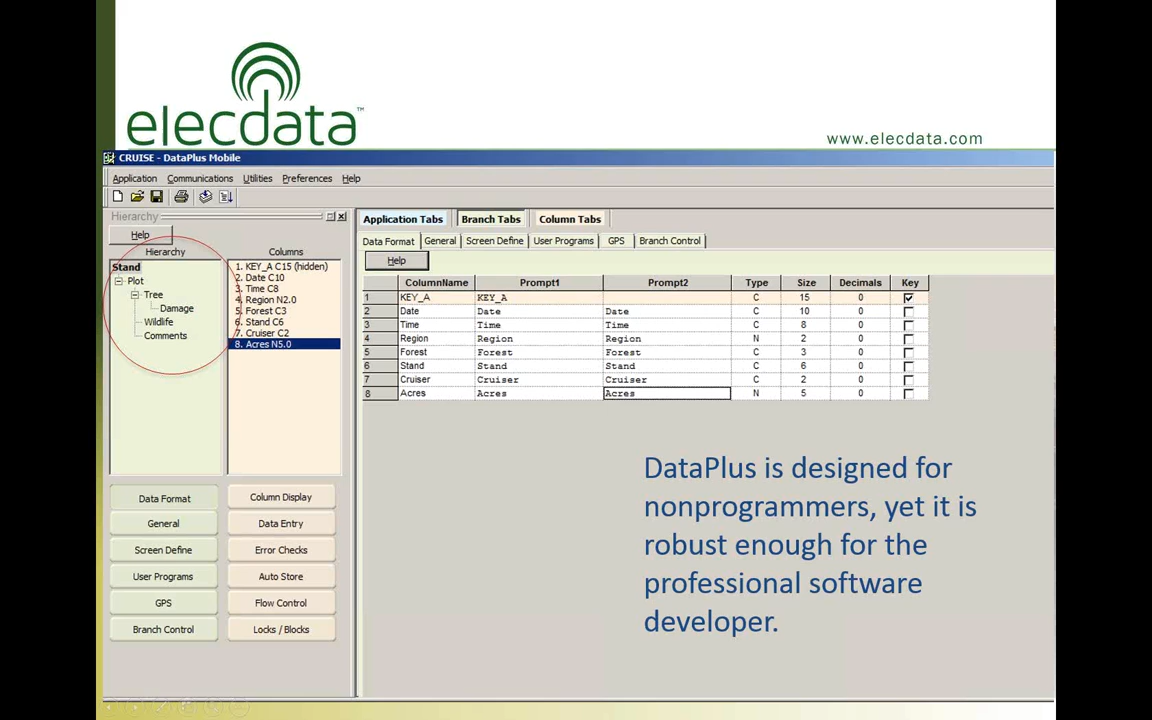 elecdata™
www.elecdata.com
CRUISE - DataPlus Mobile
Application Communications Utilities Preferences Help
Hierarchy
Help
Hierarchy
Stand
Plot
Tree
Damage
Wildlife
Comments
Columns
1. KEY_A C15 (hidden)
2. Date C10
3. Time C8
4. Region N2.0
5. Forest C3
6. Stand C6
7. Cruiser C2
8. Acres N5.0
Data Format Column Display
General Data Entry
Screen Define Error Checks
User Programs Auto Store
GPS Flow Control
Branch Control Locks / Blocks
Application Tabs Branch Tabs Column Tabs
Data Format General Screen Define User Programs GPS Branch Control
Help
ColumnName Prompt1 Prompt2 Type Size Decimals Key
1 KEY_A KEY_A C 15 0
2 Date Date Date C 10 0
3 Time Time Time C 8 0
4 Region Region Region N 2 0
5 Forest Forest Forest C 3 0
6 Stand Stand Stand C 6 0
7 Cruiser Cruiser Cruiser C 2 0
8 Acres Acres Acres N 5 0
DataPlus is designed for
nonprogrammers, yet it is
robust enough for the
professional software
developer.